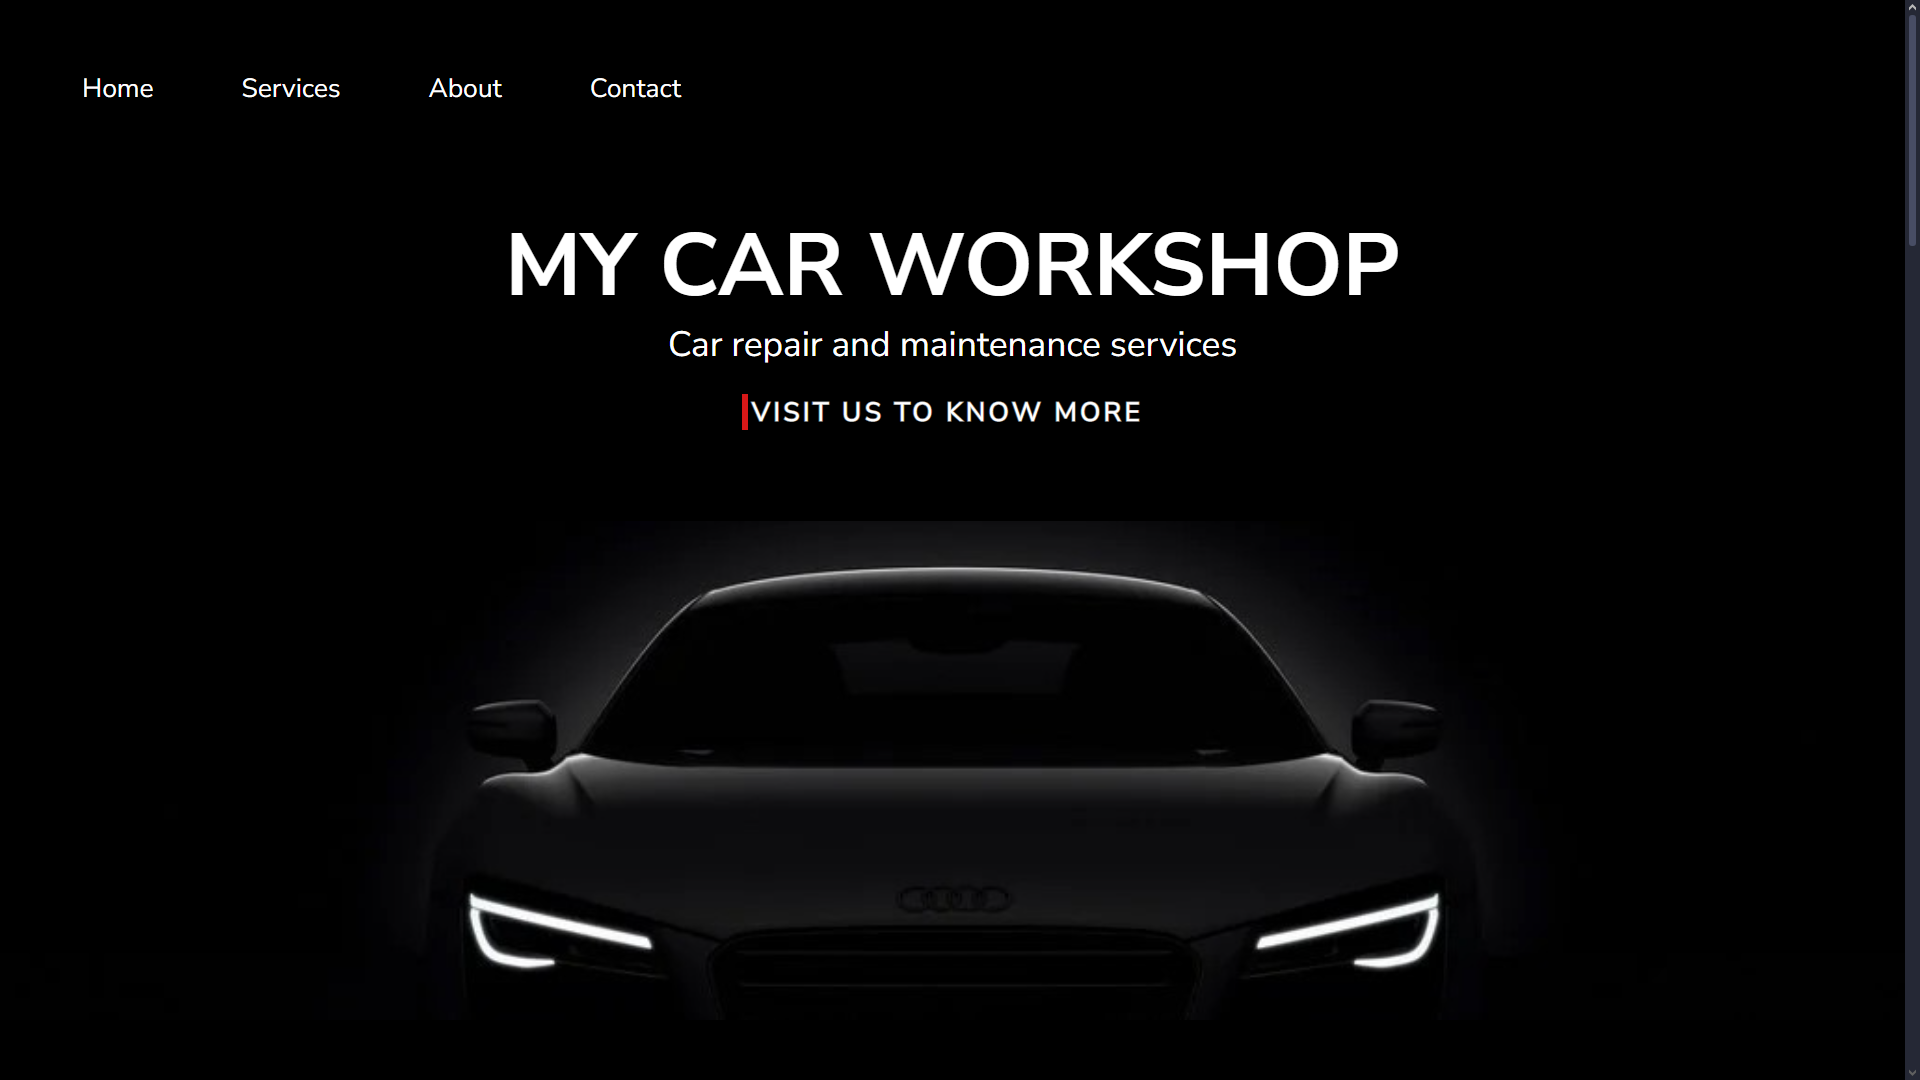 Home Services About Contact
MY CAR WORKSHOP
Car repair and maintenance services
VISIT US TO KNOW MORE